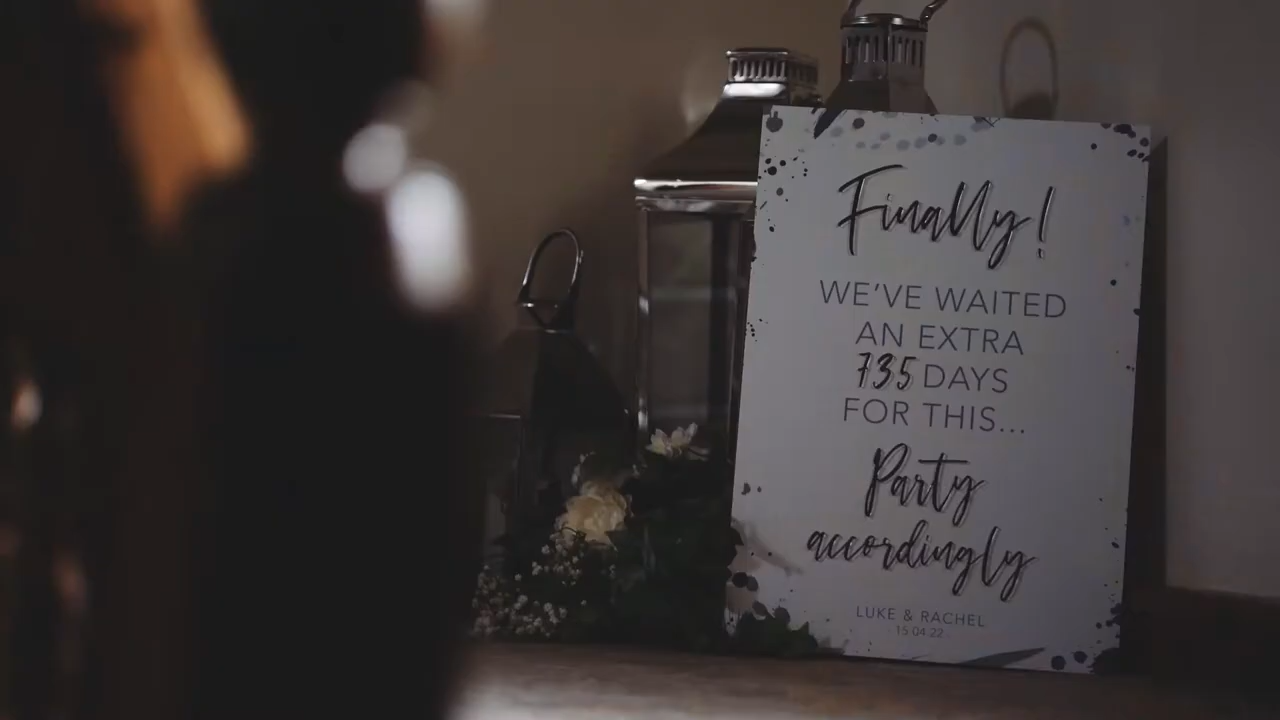 Finally!
WE'VE WAITED
AN EXTRA
735 DAYS
FOR THIS...
Party
accordingly
LUKE & RACHEL
15.04.22